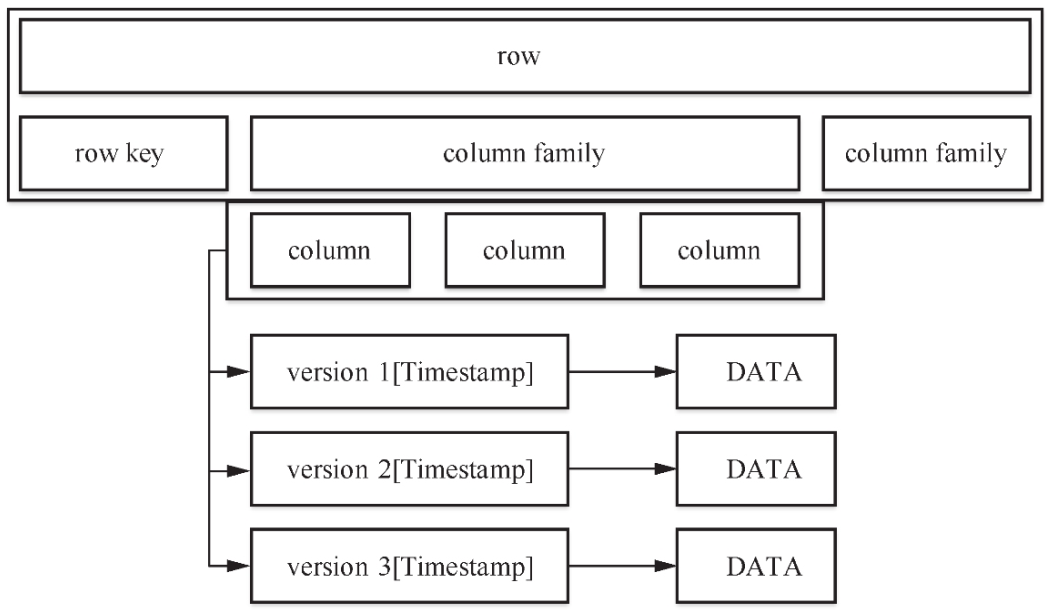 row
row key
column family
column family
column
column
column
version 1[Timestamp]
DATA
version 2[Timestamp]
DATA
version 3[Timestamp]
DATA